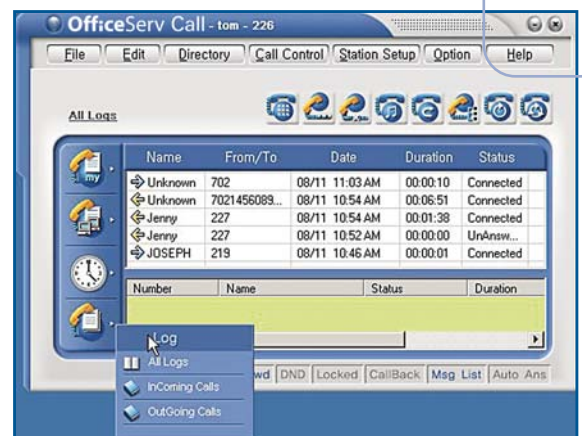 OfficeServ Call - tom - 226
File Edit Directory Call Control Station Setup Option Help
All Logs
my
Name From/To Date Duration Status
Unknown 702 08/11 11:03 AM 00:00:10 Connected
Unknown 7021456089... 08/11 10:54 AM 00:06:51 Connected
Jenny 227 08/11 10:54 AM 00:01:38 Connected
Jenny 227 08/11 10:52 AM 00:00:00 UnAnsw...
JOSEPH 219 08/11 10:46 AM 00:00:01 Connected
Number Name Status Duration
Log
All Logs
InComing Calls
OutGoing Calls
wd DND Locked CallBack Msg List Auto Ans